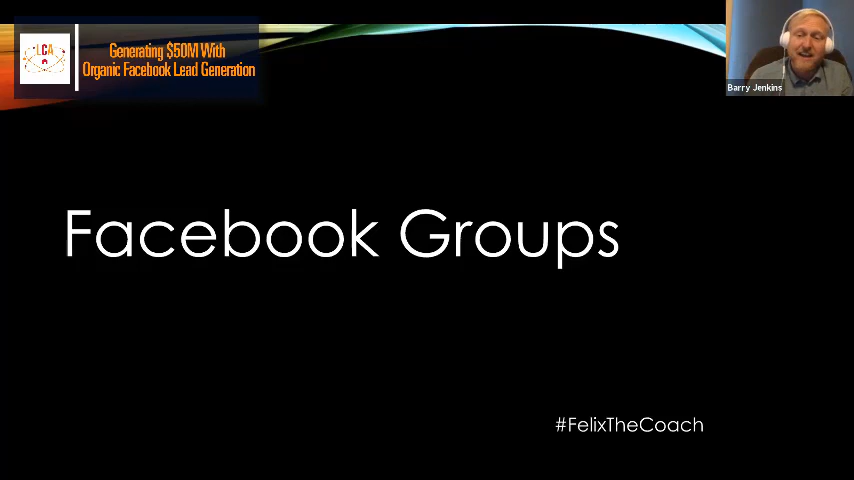 LCA
Generating $50M With
Organic Facebook Lead Generation
Barry Jenkins
Facebook Groups
#FelixTheCoach